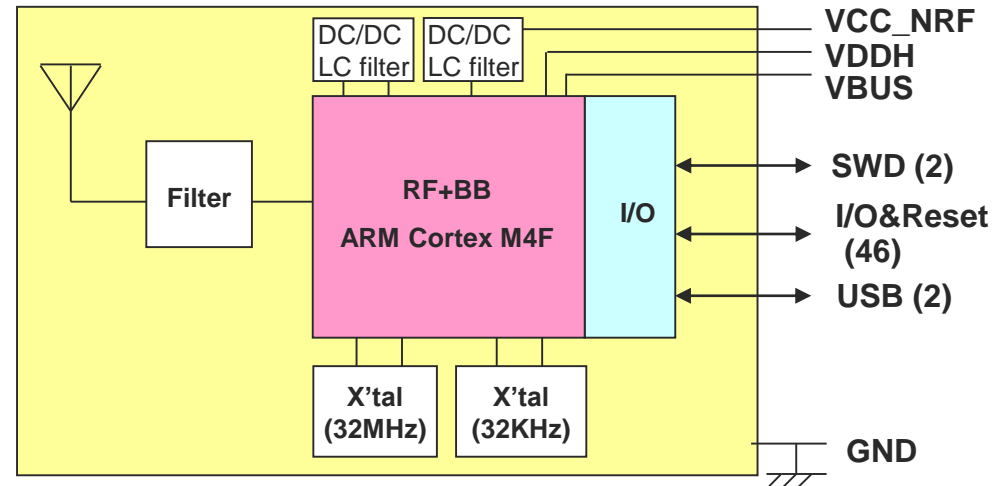 DC/DC
LC filter
DC/DC
LC filter
VCC_NRF
VDDH
VBUS
Filter
RF+BB
ARM Cortex M4F
I/O
SWD (2)
I/O&Reset
(46)
USB (2)
X'tal
(32MHz)
X'tal
(32KHz)
GND